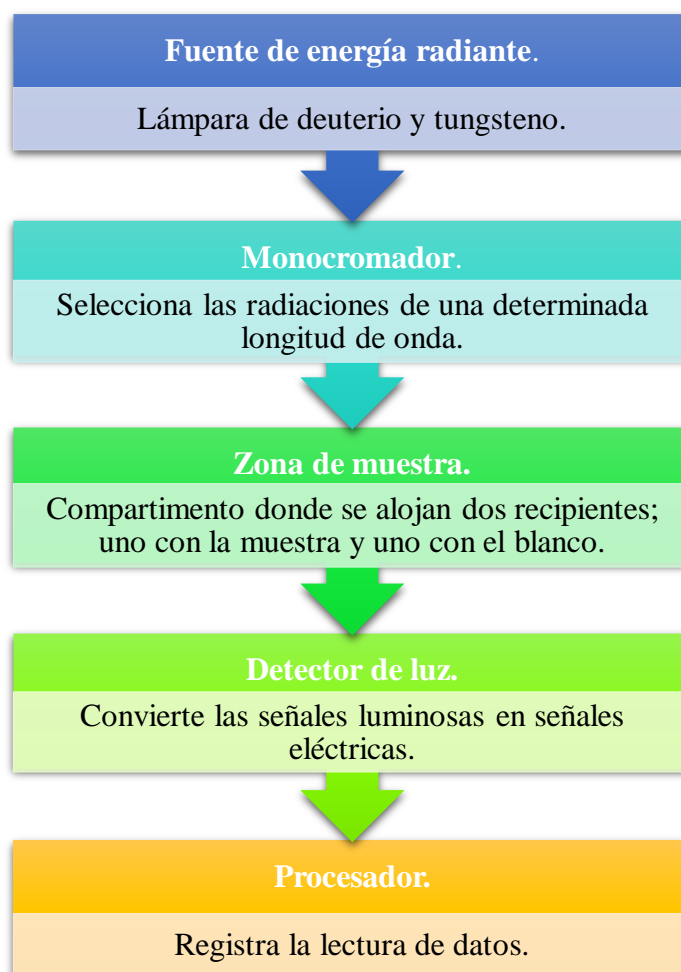 Fuente de energía radiante.
Lámpara de deuterio y tungsteno.
Monocromador.
Selecciona las radiaciones de una determinada
longitud de onda.
Zona de muestra.
Compartimento donde se alojan dos recipientes;
uno con la muestra y uno con el blanco.
Detector de luz.
Convierte las señales luminosas en señales
eléctricas.
Procesador.
Registra la lectura de datos.